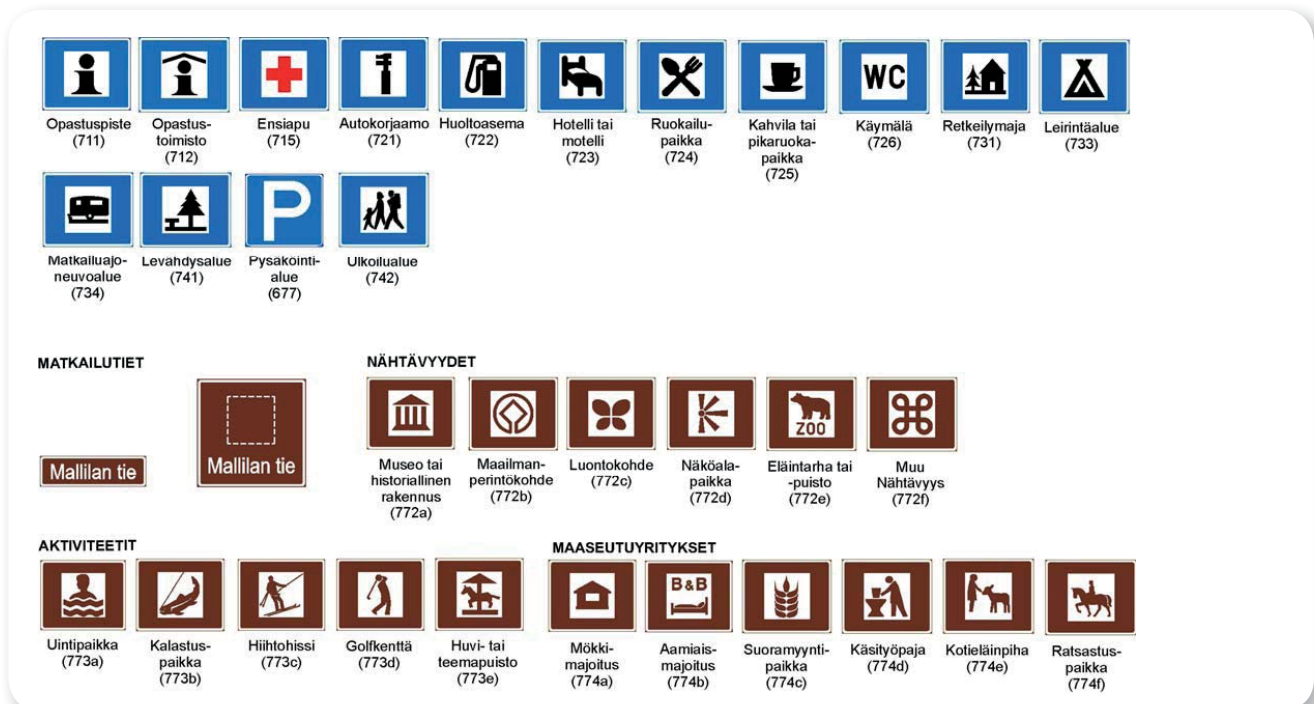 WC
Opastuspiste
(711)
Opastus-
toimisto
(712)
Ensiapu
(715)
Autokorjaamo
(721)
Huoltoasema
(722)
Hotelli tai
motelli
(723)
Ruokailu-
paikka
(724)
Kahvila tai
pikaruoka-
paikka
(725)
Käymälä
(726)
Retkeilymaja
(731)
Leirintäalue
(733)
P
Matkailuajo-
neuvoalue
(734)
Levähdysalue
(741)
Pysäköinti-
alue
(677)
Ulkoilualue
(742)
MATKAILUTIET
Mallilan tie
Mallilan tie
NÄHTÄVYYDET
ZOO
Museo tai
historiallinen
rakennus
(772a)
Maailman-
perintökohde
(772b)
Luontokohde
(772c)
Näköala-
paikka
(772d)
Eläintarha tai
-puisto
(772e)
Muu
Nähtävyys
(772f)
AKTIVITEETIT
Uintipaikka
(773a)
Kalastus-
paikka
(773b)
Hiihtohissi
(773c)
Golfkenttä
(773d)
Huvi- tai
teemapuisto
(773e)
MAASEUTUYRITYKSET
B&B
Mökki-
majoitus
(774a)
Aamiais-
majoitus
(774b)
Suoramyynti-
paikka
(774c)
Käsityöpaja
(774d)
Kotieläinpiha
(774e)
Ratsastus-
paikka
(774f)